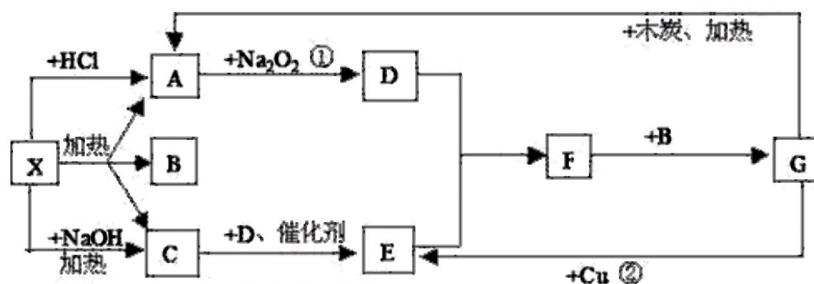 +木炭、加热
+HCl
A
+Na₂O₂ ①
D
加热
X
B
F
+B
G
+NaOH
加热
C
+D、催化剂
E
+Cu ②